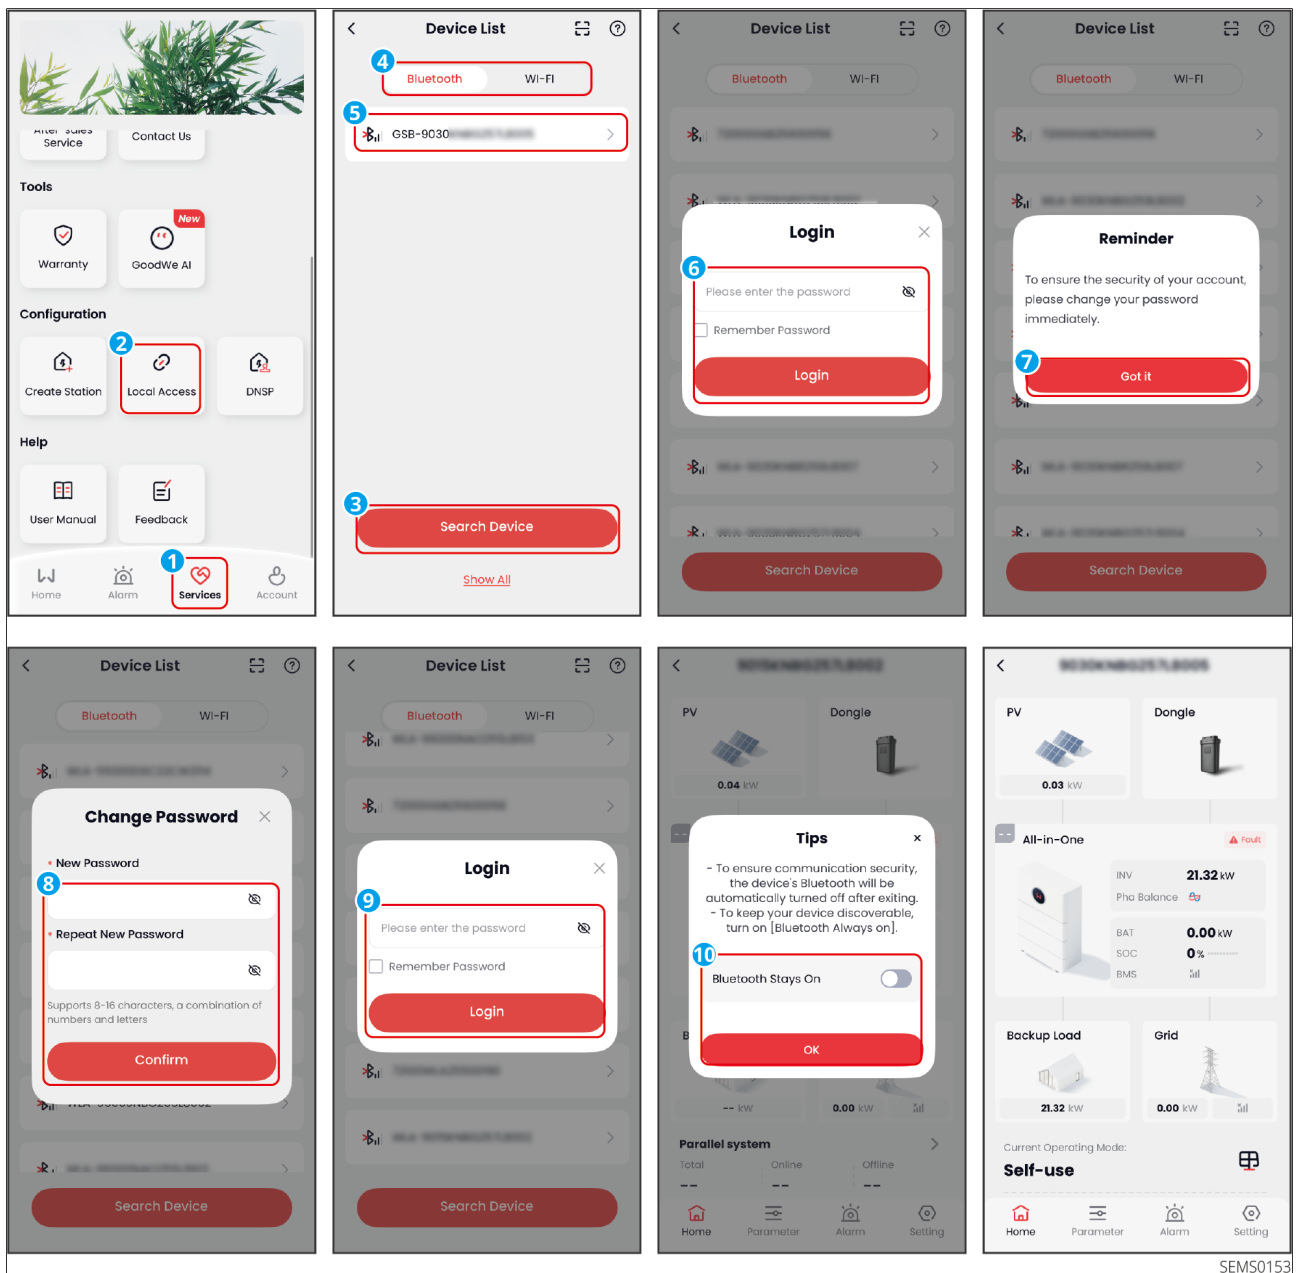 After Sales
Service
Contact Us
Tools
New
Warranty
GoodWe AI
Configuration
2
Create Station
Local Access
DNSP
Help
User Manual
Feedback
1
Home
Alarm
Services
Account
Device List
4
Bluetooth
WI-FI
5
GSB-9030
3
Search Device
Show All
Device List
Bluetooth
WI-FI
Login
6
Please enter the password
Remember Password
Login
Search Device
Device List
Bluetooth
WI-FI
Reminder
To ensure the security of your account,
please change your password
immediately.
7
Got it
Search Device
Device List
Bluetooth
WI-FI
Change Password
* New Password
8
* Repeat New Password
Supports 8-16 characters, a combination of
numbers and letters
Confirm
Search Device
Device List
Bluetooth
WI-FI
Login
9
Please enter the password
Remember Password
Login
Search Device
PV
Dongle
0.04 kW
--
Tips
- To ensure communication security,
the device's Bluetooth will be
automatically turned off after exiting.
- To keep your device discoverable,
turn on [Bluetooth Always on].
10
Bluetooth Stays On
OK
-- kW
0.00 kW
Parallel system
Total
Online
Offline
--
--
--
Home
Parameter
Alarm
Setting
9030KNBG257L8005
PV
Dongle
0.03 kW
--
All-in-One
Fault
INV
21.32 kW
Pha Balance
BAT
0.00 kW
SOC
0 %
BMS
Backup Load
Grid
21.32 kW
0.00 kW
Current Operating Mode:
Self-use
Home
Parameter
Alarm
Setting
SEMS0153